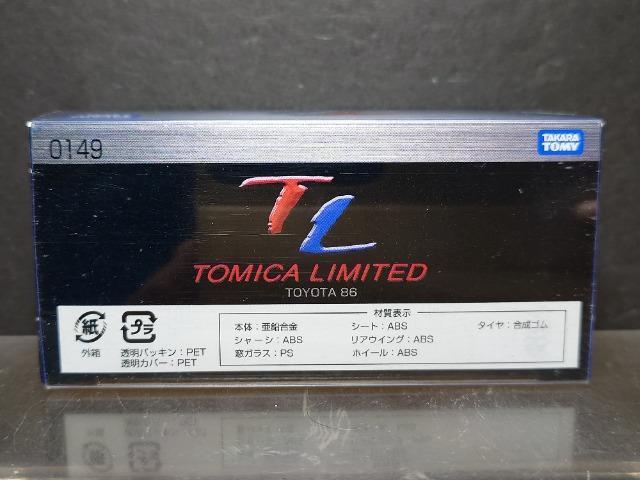 0149
TAKARA
TOMY
TL
TOMICA LIMITED
TOYOTA 86
紙
外箱
プラ
透明パッキン：PET
透明カバー：PET
材質表示
本体：亜鉛合金
シート：ABS
タイヤ：合成ゴム
シャーシ：ABS
リアウイング：ABS
窓ガラス：PS
ホイール：ABS